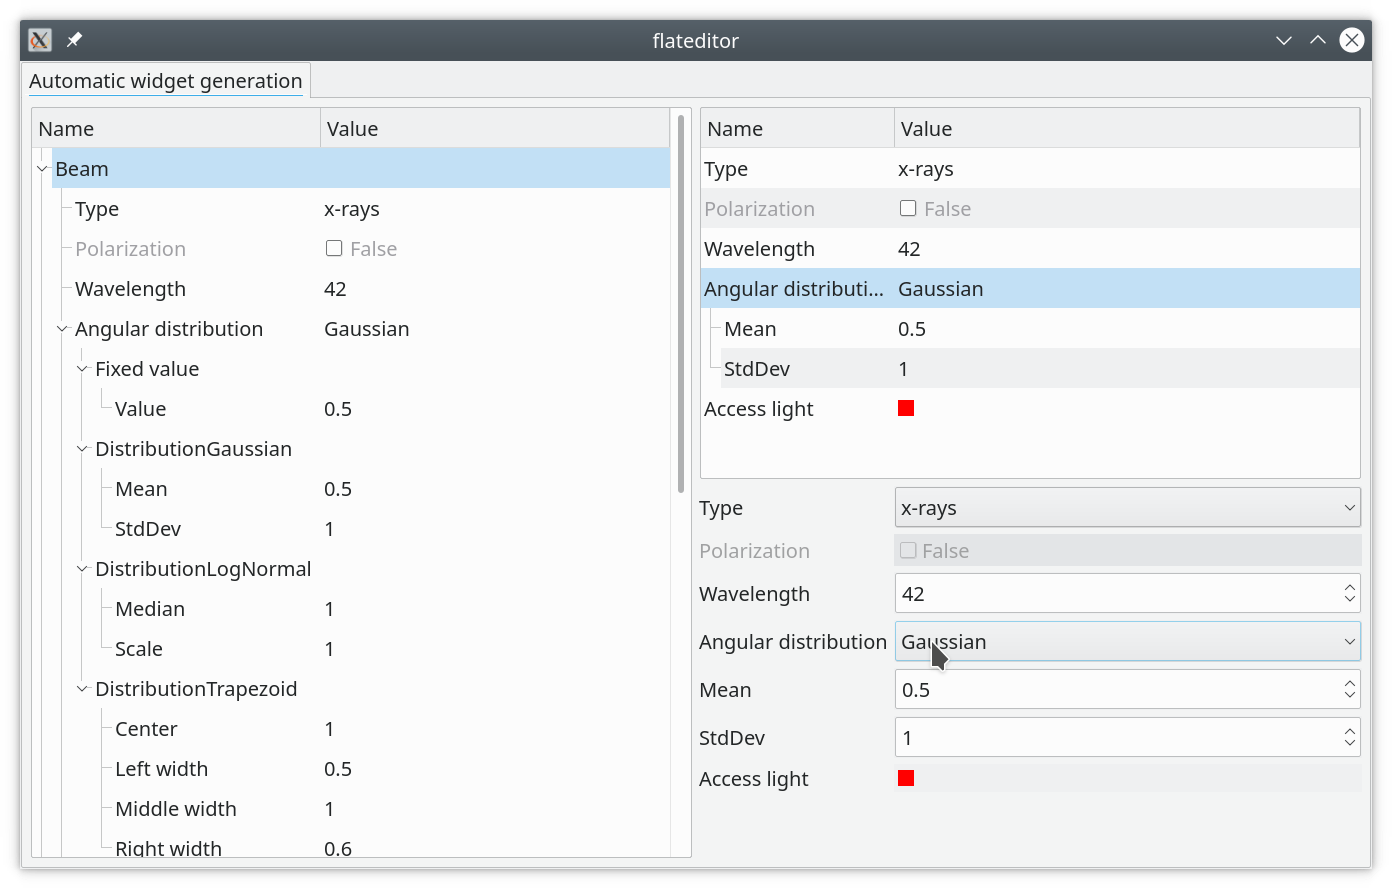 flateditor
Automatic widget generation
Name Value
Beam
Type x-rays
Polarization False
Wavelength 42
Angular distribution Gaussian
Fixed value
Value 0.5
DistributionGaussian
Mean 0.5
StdDev 1
DistributionLogNormal
Median 1
Scale 1
DistributionTrapezoid
Center 1
Left width 0.5
Middle width 1
Right width 0.6
Name Value
Type x-rays
Polarization False
Wavelength 42
Angular distributi... Gaussian
Mean 0.5
StdDev 1
Access light
Type x-rays
Polarization False
Wavelength 42
Angular distribution Gaussian
Mean 0.5
StdDev 1
Access light